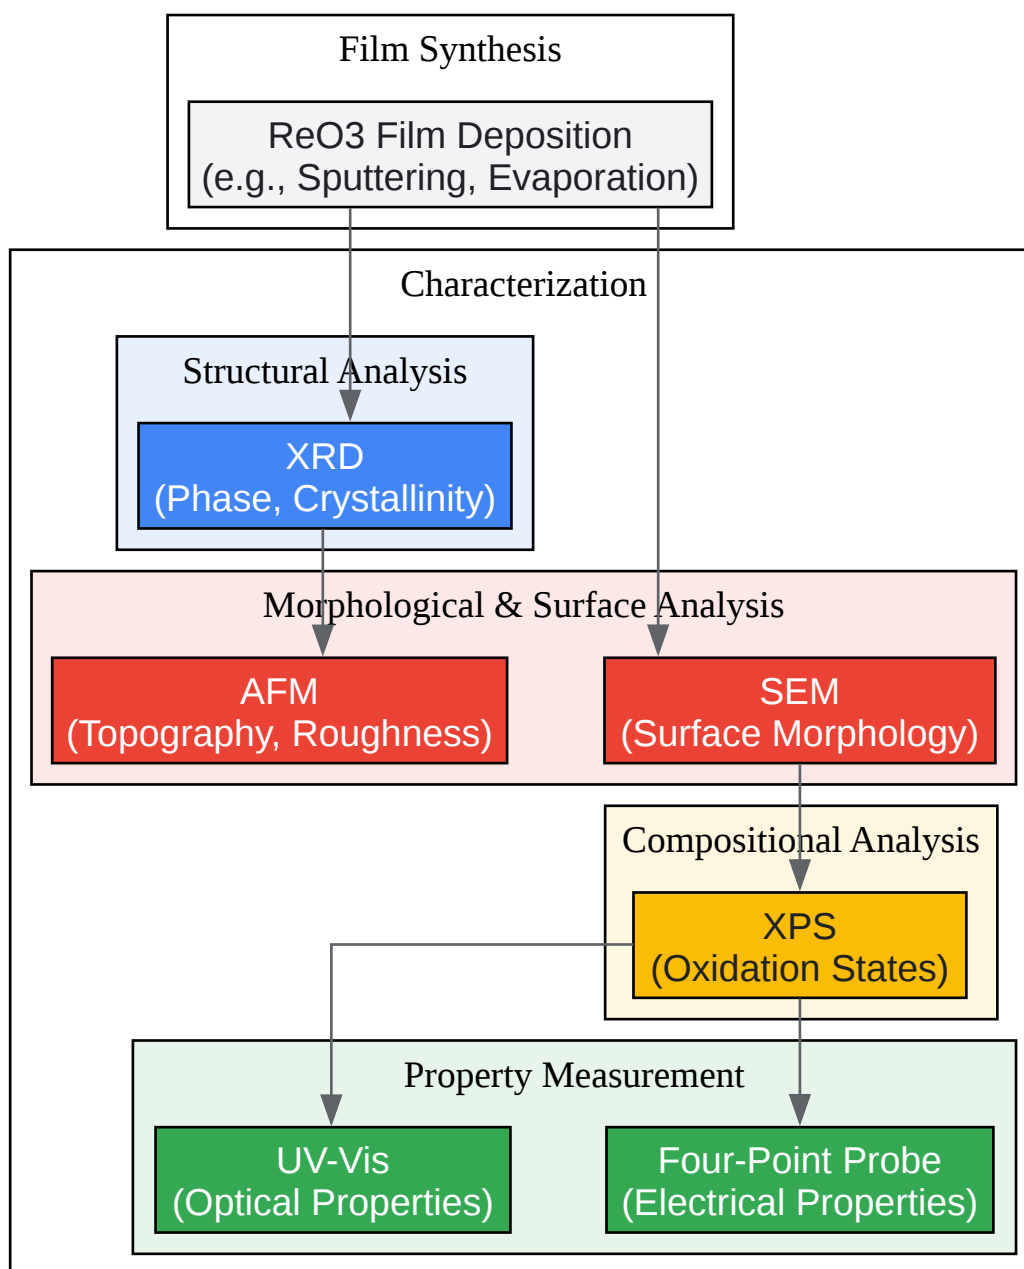 Film Synthesis
ReO3 Film Deposition
(e.g., Sputtering, Evaporation)
Characterization
Structural Analysis
XRD
(Phase, Crystallinity)
Morphological & Surface Analysis
AFM
(Topography, Roughness)
SEM
(Surface Morphology)
Compositional Analysis
XPS
(Oxidation States)
Property Measurement
UV-Vis
(Optical Properties)
Four-Point Probe
(Electrical Properties)